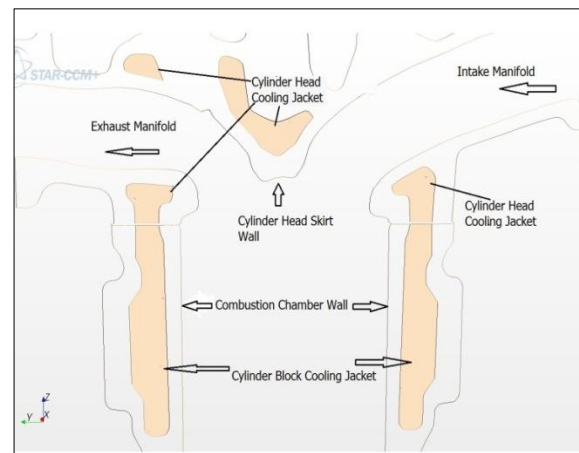 STAR-CCM+
Cylinder Head
Cooling Jacket
Intake Manifold
Exhaust Manifold
Cylinder Head Skirt
Wall
Cylinder Head
Cooling Jacket
Combustion Chamber Wall
Cylinder Block Cooling Jacket
Z
Y
X